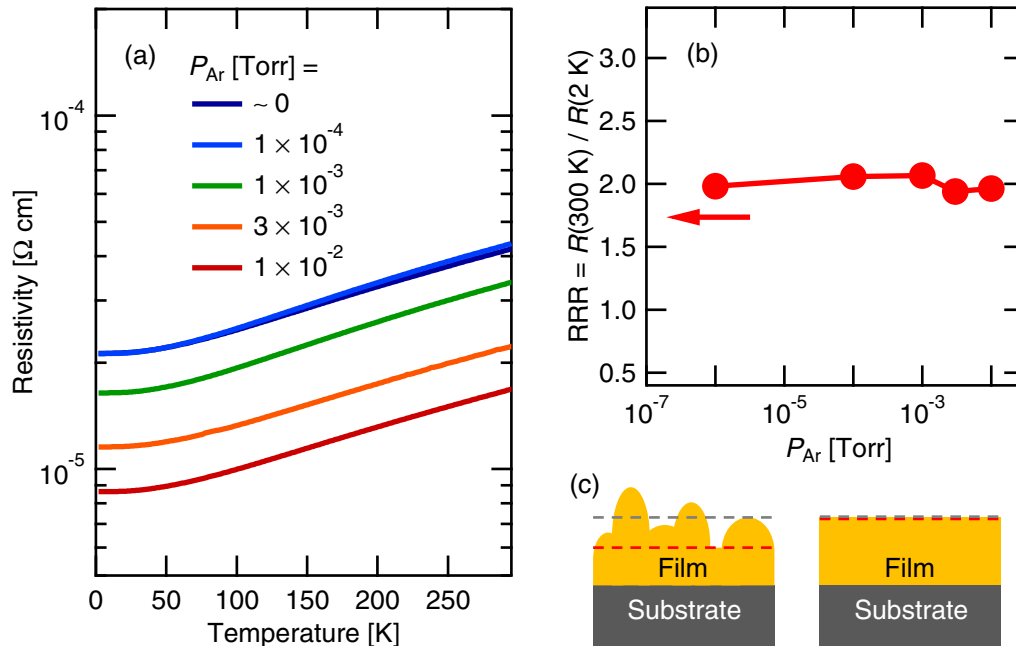 (a)
P_Ar [Torr] =
~ 0
1 × 10⁻⁴
1 × 10⁻³
3 × 10⁻³
1 × 10⁻²
10⁻⁴
10⁻⁵
Resistivity [Ω cm]
0 50 100 150 200 250
Temperature [K]
(b)
3.0
2.5
2.0
1.5
1.0
0.5
RRR = R(300 K) / R(2 K)
10⁻⁷ 10⁻⁵ 10⁻³
P_Ar [Torr]
(c)
Film Film
Substrate Substrate